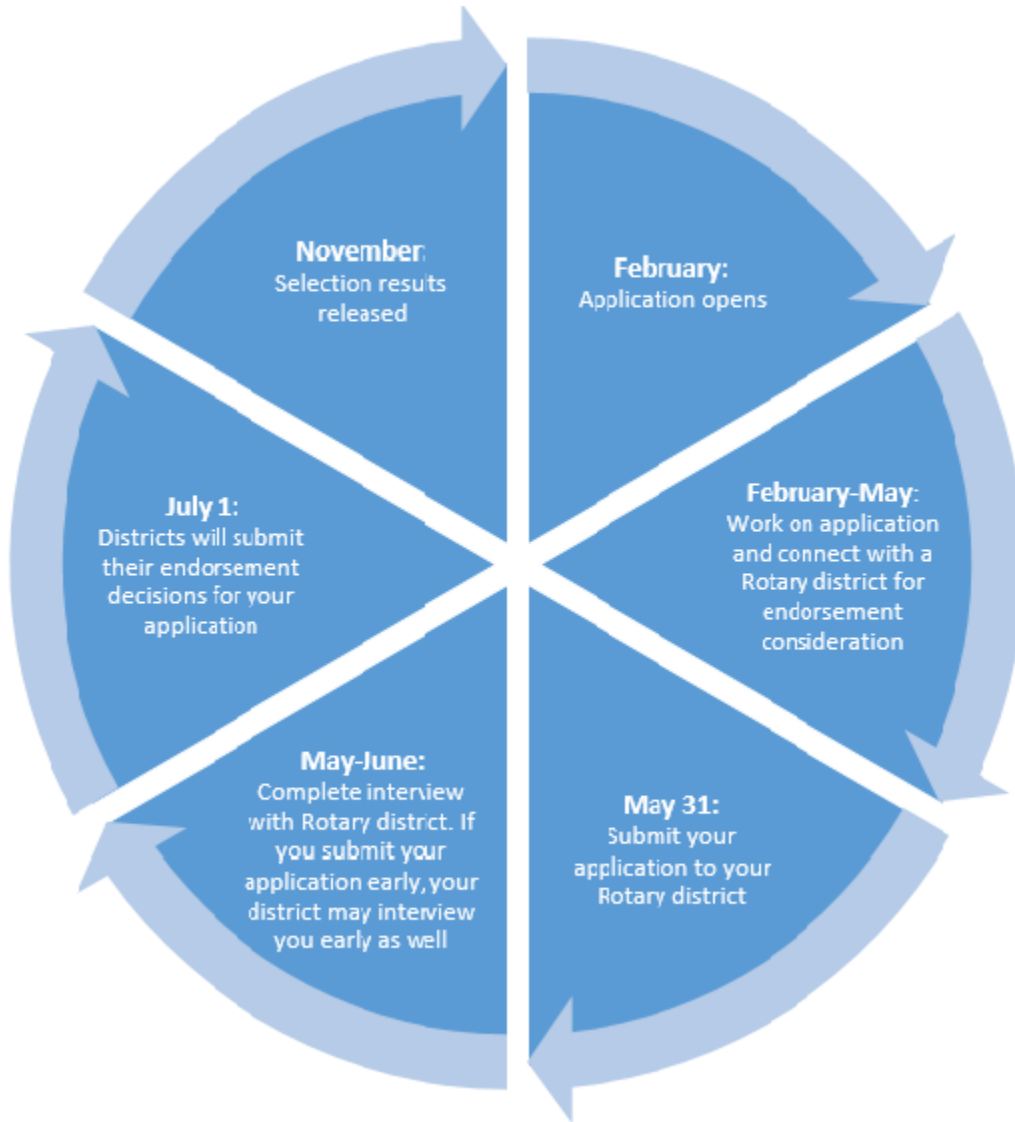 February:
Application opens
February-May:
Work on application
and connect with a
Rotary district for
endorsement
consideration
May 31:
Submit your
application to your
Rotary district
May-June:
Complete interview
with Rotary district. If
you submit your
application early, your
district may interview
you early as well
July 1:
Districts will submit
their endorsement
decisions for your
application
November:
Selection results
released